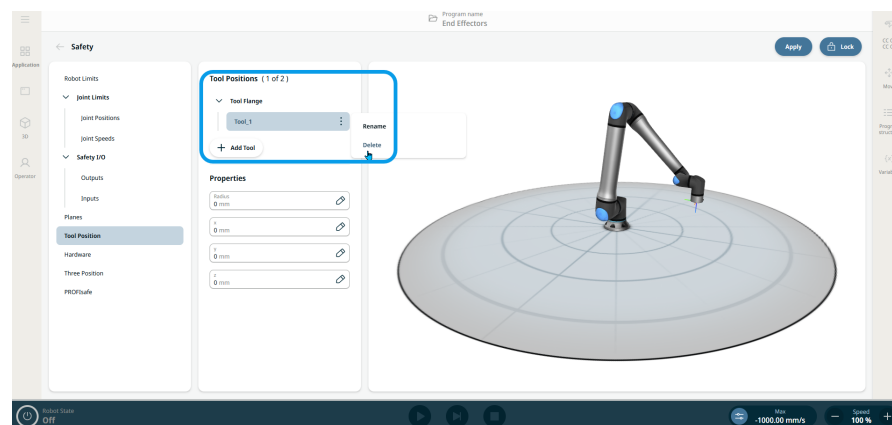 Program name
End Effectors
Safety
Apply
Lock
Application
3D
Operator
Robot Limits
Joint Limits
Joint Positions
Joint Speeds
Safety I/O
Outputs
Inputs
Planes
Tool Position
Hardware
Three Position
PROFIsafe
Tool Positions ( 1 of 2 )
Tool Flange
Tool_1
Add Tool
Rename
Delete
Properties
Radius
0 mm
X
0 mm
Y
0 mm
Z
0 mm
Robot State
Off
Max
-1000.00 mm/s
Speed
100 %